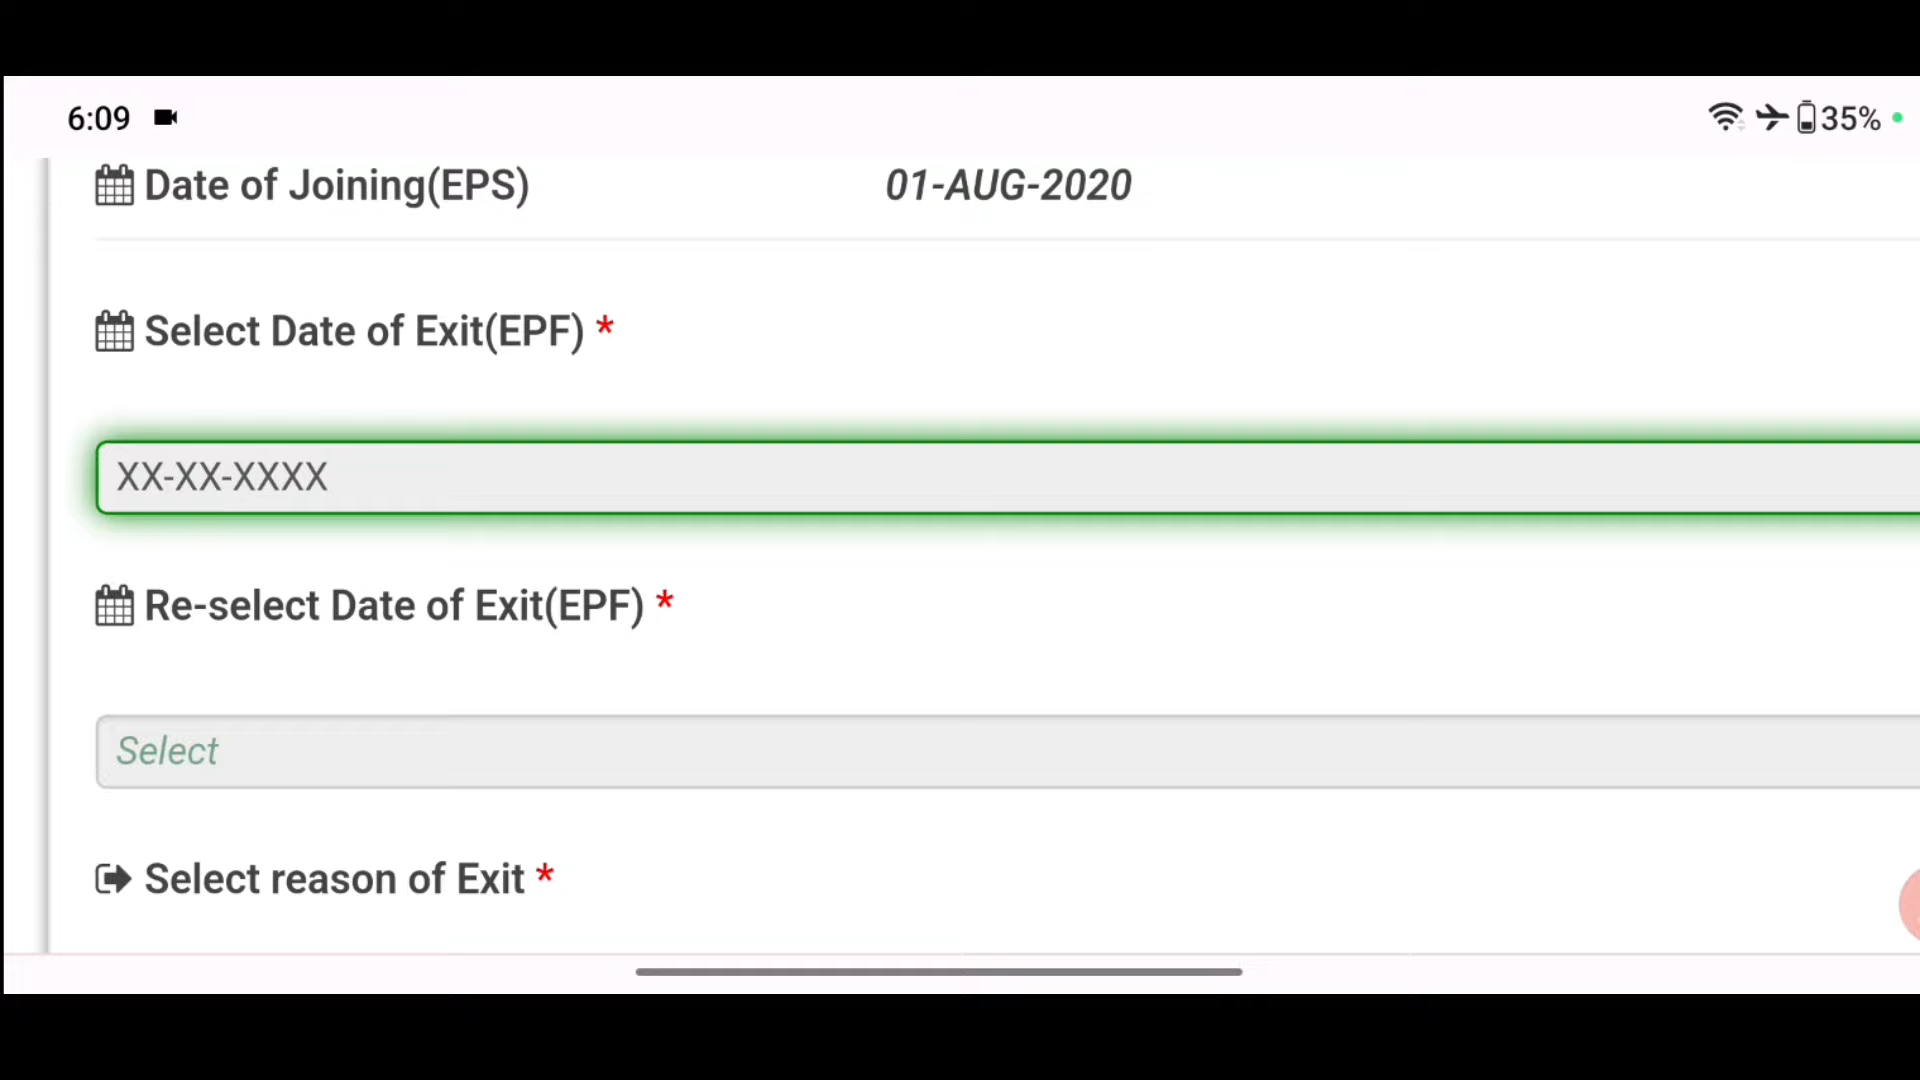 6:09
35%
Date of Joining(EPS) 01-AUG-2020
Select Date of Exit(EPF) *
XX-XX-XXXX
Re-select Date of Exit(EPF) *
Select
Select reason of Exit *